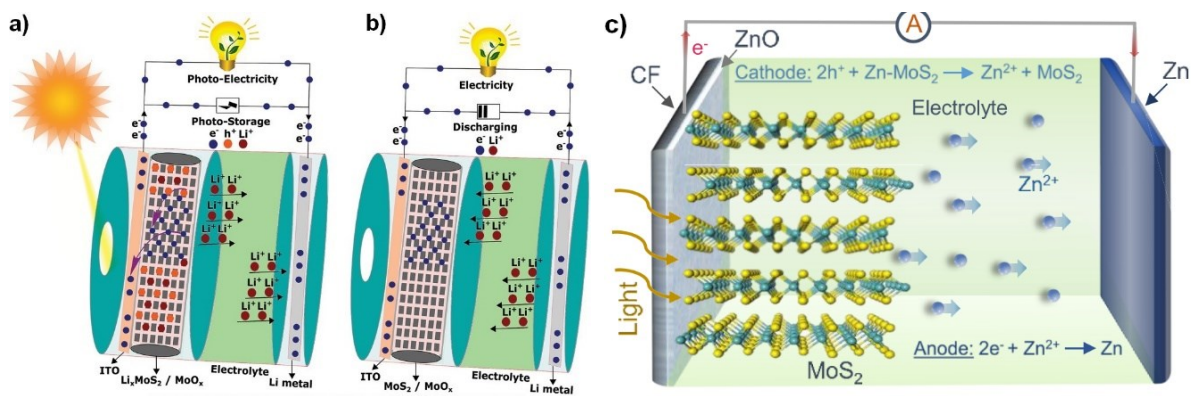 a)
Photo-Electricity
Photo-Storage
e⁻
e⁻
e⁻
e⁻
e⁻ h⁺ Li⁺
Li⁺ Li⁺
Li⁺ Li⁺
Li⁺ Li⁺
Li⁺ Li⁺
Li⁺ Li⁺
Li⁺ Li⁺
ITO
LiₓMoS₂ / MoOₓ
Electrolyte
Li metal
b)
Electricity
Discharging
e⁻
e⁻
e⁻
e⁻
e⁻ Li⁺
Li⁺ Li⁺
Li⁺ Li⁺
Li⁺ Li⁺
Li⁺ Li⁺
Li⁺ Li⁺
Li⁺ Li⁺
ITO
MoS₂ / MoOₓ
Electrolyte
Li metal
c)
A
e⁻
ZnO
CF
Zn
Cathode: 2h⁺ + Zn-MoS₂ → Zn²⁺ + MoS₂
Electrolyte
Zn²⁺
Light
Anode: 2e⁻ + Zn²⁺ → Zn
MoS₂